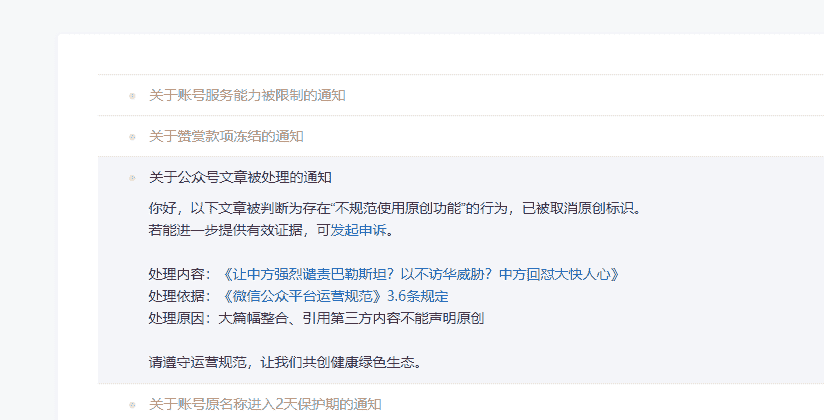 关于账号服务能力被限制的通知
关于赞赏款项冻结的通知
关于公众号文章被处理的通知
你好，以下文章被判断为存在“不规范使用原创功能”的行为，已被取消原创标识。
若能进一步提供有效证据，可发起申诉。
处理内容：《让中方强烈谴责巴勒斯坦？以不访华威胁？中方回怼大快人心》
处理依据：《微信公众平台运营规范》3.6条规定
处理原因：大篇幅整合、引用第三方内容不能声明原创
请遵守运营规范，让我们共创健康绿色生态。
关于账号原名称进入2天保护期的通知